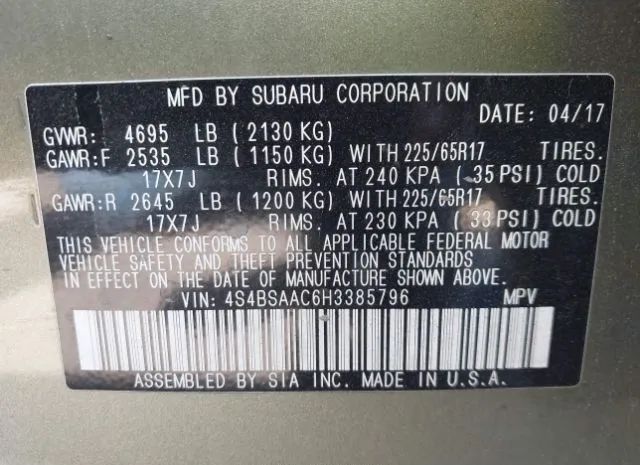 MFD BY SUBARU CORPORATION
DATE: 04/17
GVWR: 4695 LB (2130 KG)
GAWR:F 2535 LB (1150 KG) WITH 225/65R17 TIRES.
17X7J RIMS. AT 240 KPA (35 PSI) COLD
GAWR:R 2645 LB (1200 KG) WITH 225/65R17 TIRES.
17X7J RIMS. AT 230 KPA (33 PSI) COLD
THIS VEHICLE CONFORMS TO ALL APPLICABLE FEDERAL MOTOR
VEHICLE SAFETY AND THEFT PREVENTION STANDARDS
IN EFFECT ON THE DATE OF MANUFACTURE SHOWN ABOVE.
VIN: 4S4BSAAC6H3385796 MPV
ASSEMBLED BY SIA INC. MADE IN U.S.A.